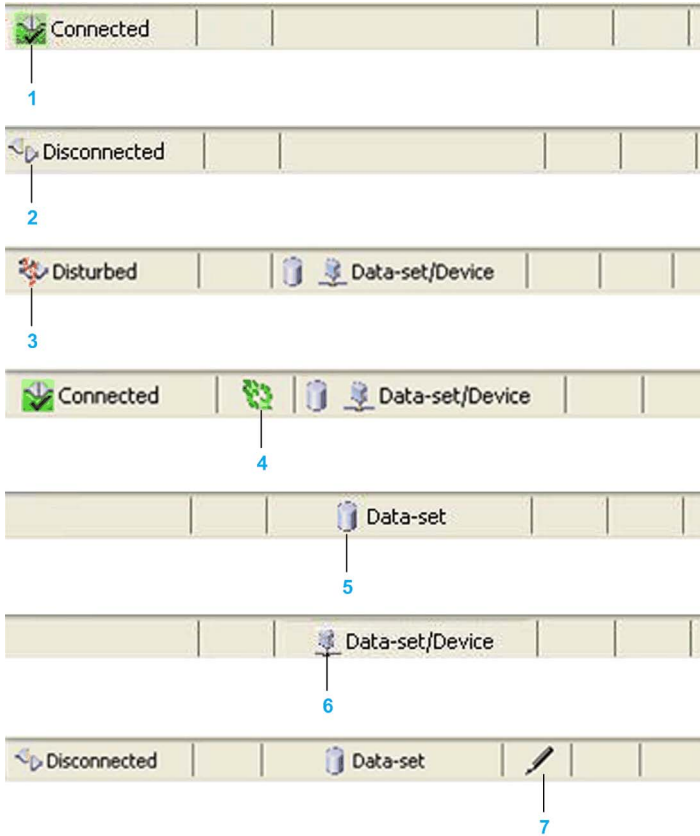 Connected
1
Disconnected
2
Disturbed Data-set/Device
3
Connected Data-set/Device
4
Data-set
5
Data-set/Device
6
Disconnected Data-set
7